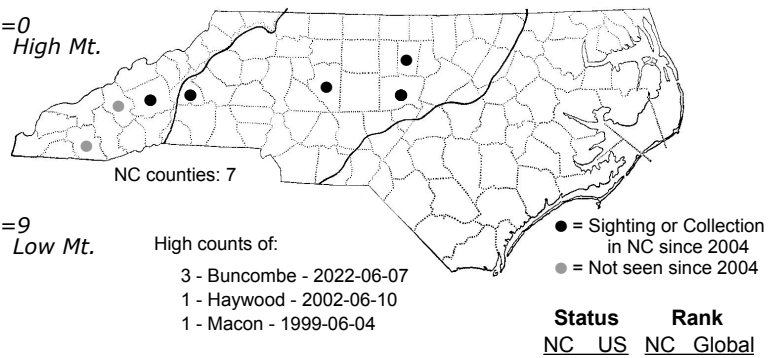 =0
High Mt.
NC counties: 7
=9
Low Mt.
High counts of:
3 - Buncombe - 2022-06-07
1 - Haywood - 2002-06-10
1 - Macon - 1999-06-04
= Sighting or Collection
in NC since 2004
= Not seen since 2004
Status Rank
NC US NC Global